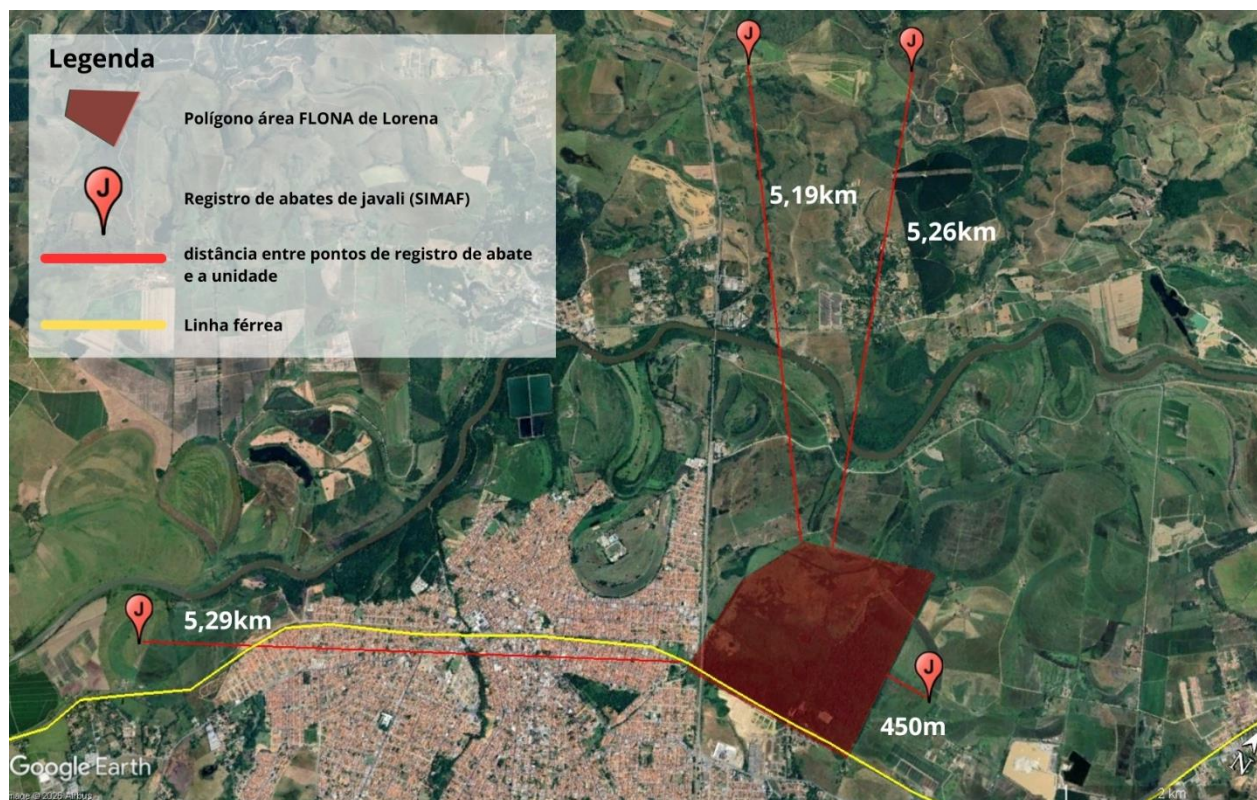 Legenda
Polígono área FLONA de Lorena
J
Registro de abates de javali (SIMAF)
distância entre pontos de registro de abate
e a unidade
Linha férrea
J
J
5,19km
5,26km
J
5,29km
J
450m
Google Earth
N
2 km